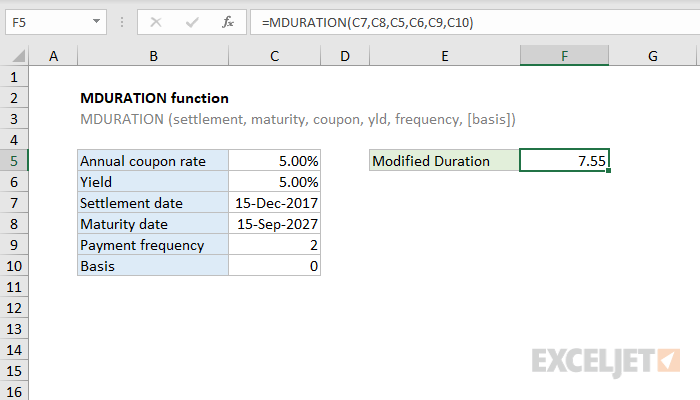 F5 =MDURATION(C7,C8,C5,C6,C9,C10)
A B C D E F G
1
2 MDURATION function
3 MDURATION (settlement, maturity, coupon, yld, frequency, [basis])
4
5 Annual coupon rate 5.00% Modified Duration 7.55
6 Yield 5.00%
7 Settlement date 15-Dec-2017
8 Maturity date 15-Sep-2027
9 Payment frequency 2
10 Basis 0
11
12
13
14
15
16
EXCELJET